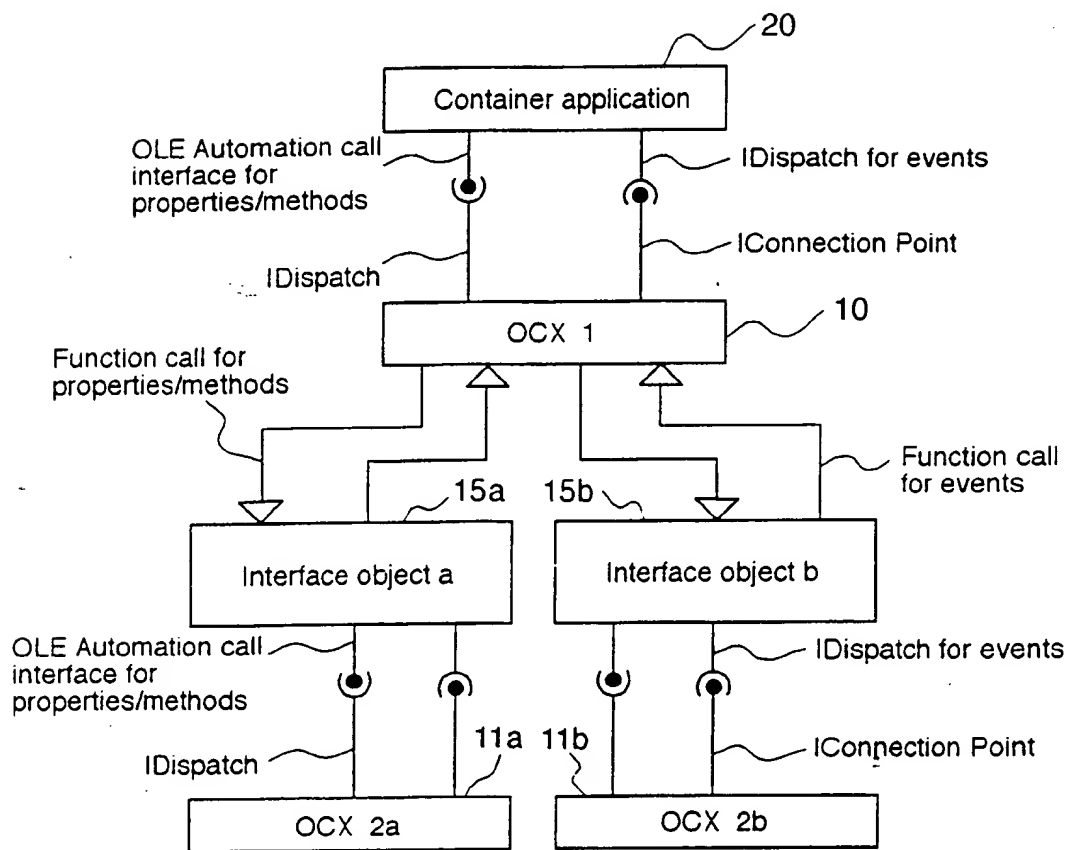 20
Container application
OLE Automation call
interface for
properties/methods
IDispatch for events
IConnection Point
IDispatch
10
OCX 1
Function call for
properties/methods
Function call
for events
15a
15b
Interface object a
Interface object b
OLE Automation call
interface for
properties/methods
IDispatch for events
11a
11b
IConnection Point
IDispatch
OCX 2a
OCX 2b